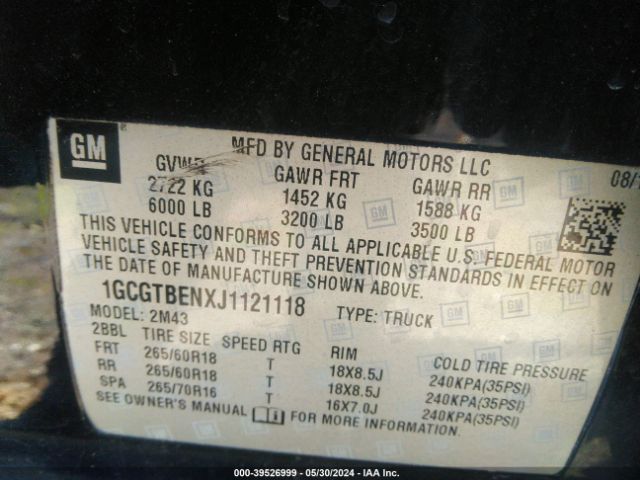 GM
MFD BY GENERAL MOTORS LLC
GVWR GAWR FRT GAWR RR 08/1
2722 KG 1452 KG 1588 KG
6000 LB 3200 LB 3500 LB
THIS VEHICLE CONFORMS TO ALL APPLICABLE U.S. FEDERAL MOTOR
VEHICLE SAFETY AND THEFT PREVENTION STANDARDS IN EFFECT ON
THE DATE OF MANUFACTURE SHOWN ABOVE.
1GCGTBENXJ1121118 TYPE: TRUCK
MODEL: 2M43
2BBL TIRE SIZE SPEED RTG RIM COLD TIRE PRESSURE
FRT 265/60R18 T 18X8.5J 240KPA(35PSI)
RR 265/60R18 T 18X8.5J 240KPA(35PSI)
SPA 265/70R16 T 16X7.0J 240KPA(35PSI)
SEE OWNER'S MANUAL FOR MORE INFORMATION.
000-39526999 - 05/30/2024 - IAA Inc.